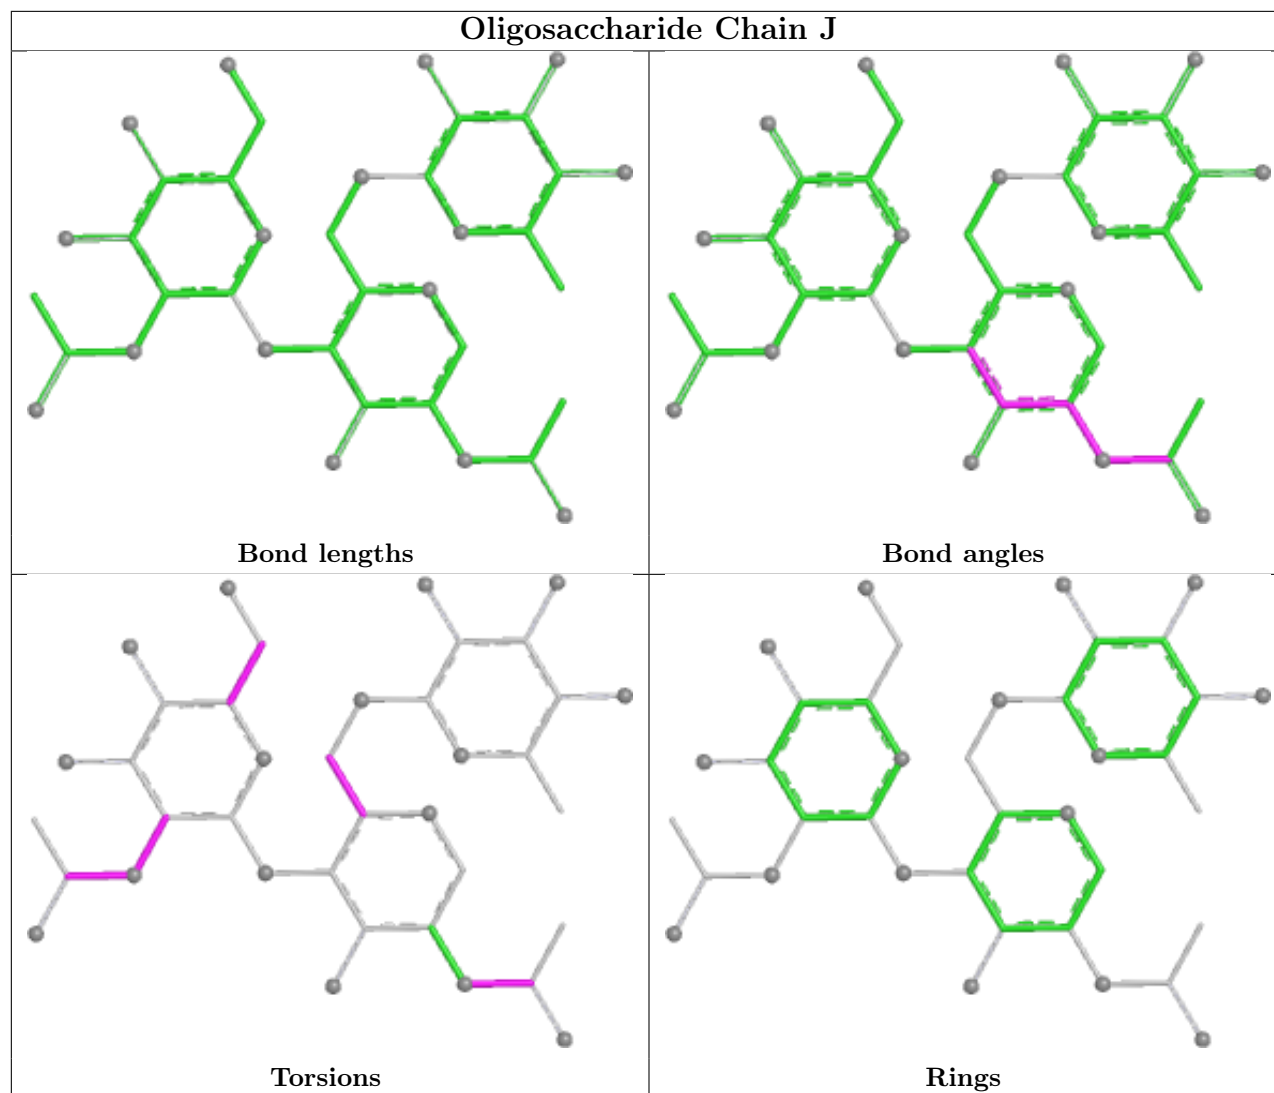 Oligosaccharide Chain J
Bond lengths
Bond angles
Torsions
Rings